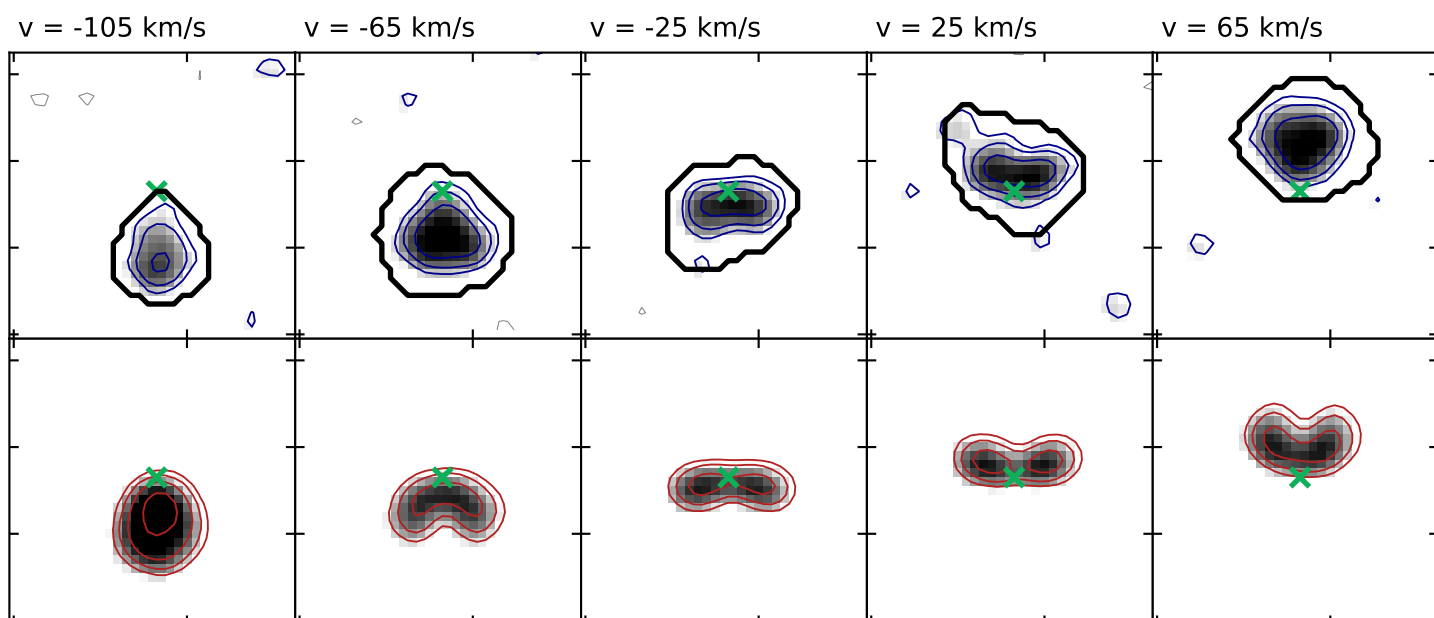 v = -105 km/s
v = -65 km/s
v = -25 km/s
v = 25 km/s
v = 65 km/s